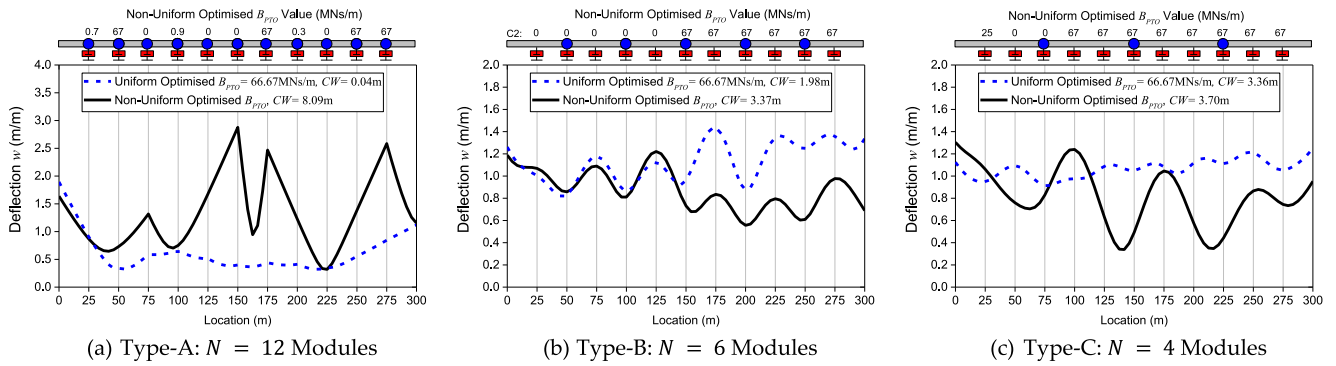 Non-Uniform Optimised B_PTO Value (MNs/m)
0.7 67 0 0.9 0 0 67 0.3 0 67 67
Uniform Optimised B_PTO= 66.67MNs/m, CW= 0.04m
Non-Uniform Optimised B_PTO, CW= 8.09m
Deflection w (m/m)
4.0
3.5
3.0
2.5
2.0
1.5
1.0
0.5
0.0
0 25 50 75 100 125 150 175 200 225 250 275 300
Location (m)
(a) Type-A: N = 12 Modules
Non-Uniform Optimised B_PTO Value (MNs/m)
C2: 0 0 0 0 0 67 67 67 67 67 67
Uniform Optimised B_PTO= 66.67MNs/m, CW= 1.98m
Non-Uniform Optimised B_PTO, CW= 3.37m
Deflection w (m/m)
2.0
1.8
1.6
1.4
1.2
1.0
0.8
0.6
0.4
0.2
0.0
0 25 50 75 100 125 150 175 200 225 250 275 300
Location (m)
(b) Type-B: N = 6 Modules
Non-Uniform Optimised B_PTO Value (MNs/m)
25 0 0 67 67 67 67 67 67 67 67
Uniform Optimised B_PTO= 66.67MNs/m, CW= 3.36m
Non-Uniform Optimised B_PTO, CW= 3.70m
Deflection w (m/m)
2.0
1.8
1.6
1.4
1.2
1.0
0.8
0.6
0.4
0.2
0.0
0 25 50 75 100 125 150 175 200 225 250 275 300
Location (m)
(c) Type-C: N = 4 Modules